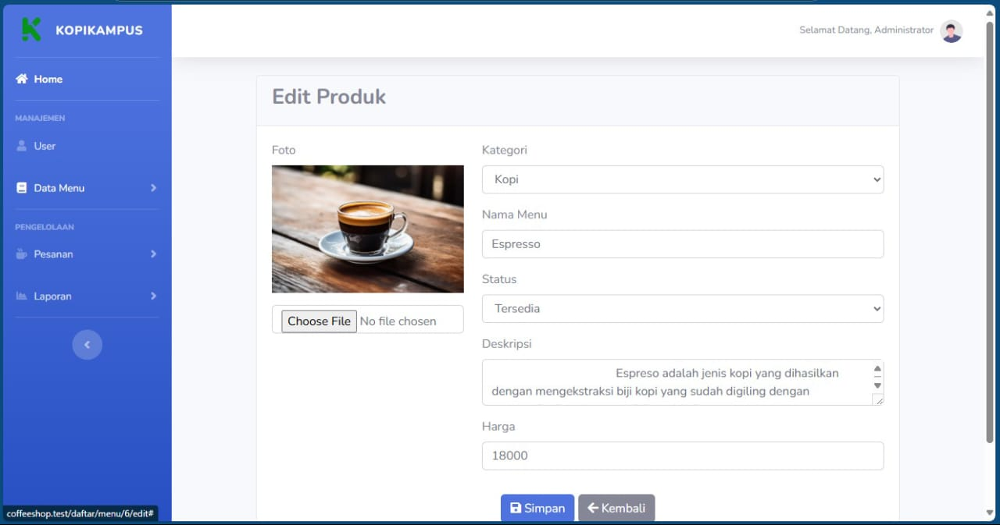 KOPIKAMPUS
Selamat Datang, Administrator
Home
MANAJEMEN
User
Data Menu
PENGELOLAAN
Pesanan
Laporan
Edit Produk
Foto
Choose File No file chosen
Kategori
Kopi
Nama Menu
Espresso
Status
Tersedia
Deskripsi
Espreso adalah jenis kopi yang dihasilkan
dengan mengekstraksi biji kopi yang sudah digiling dengan
Harga
18000
Simpan
Kembali
coffeeshop.test/daftar/menu/6/edit#